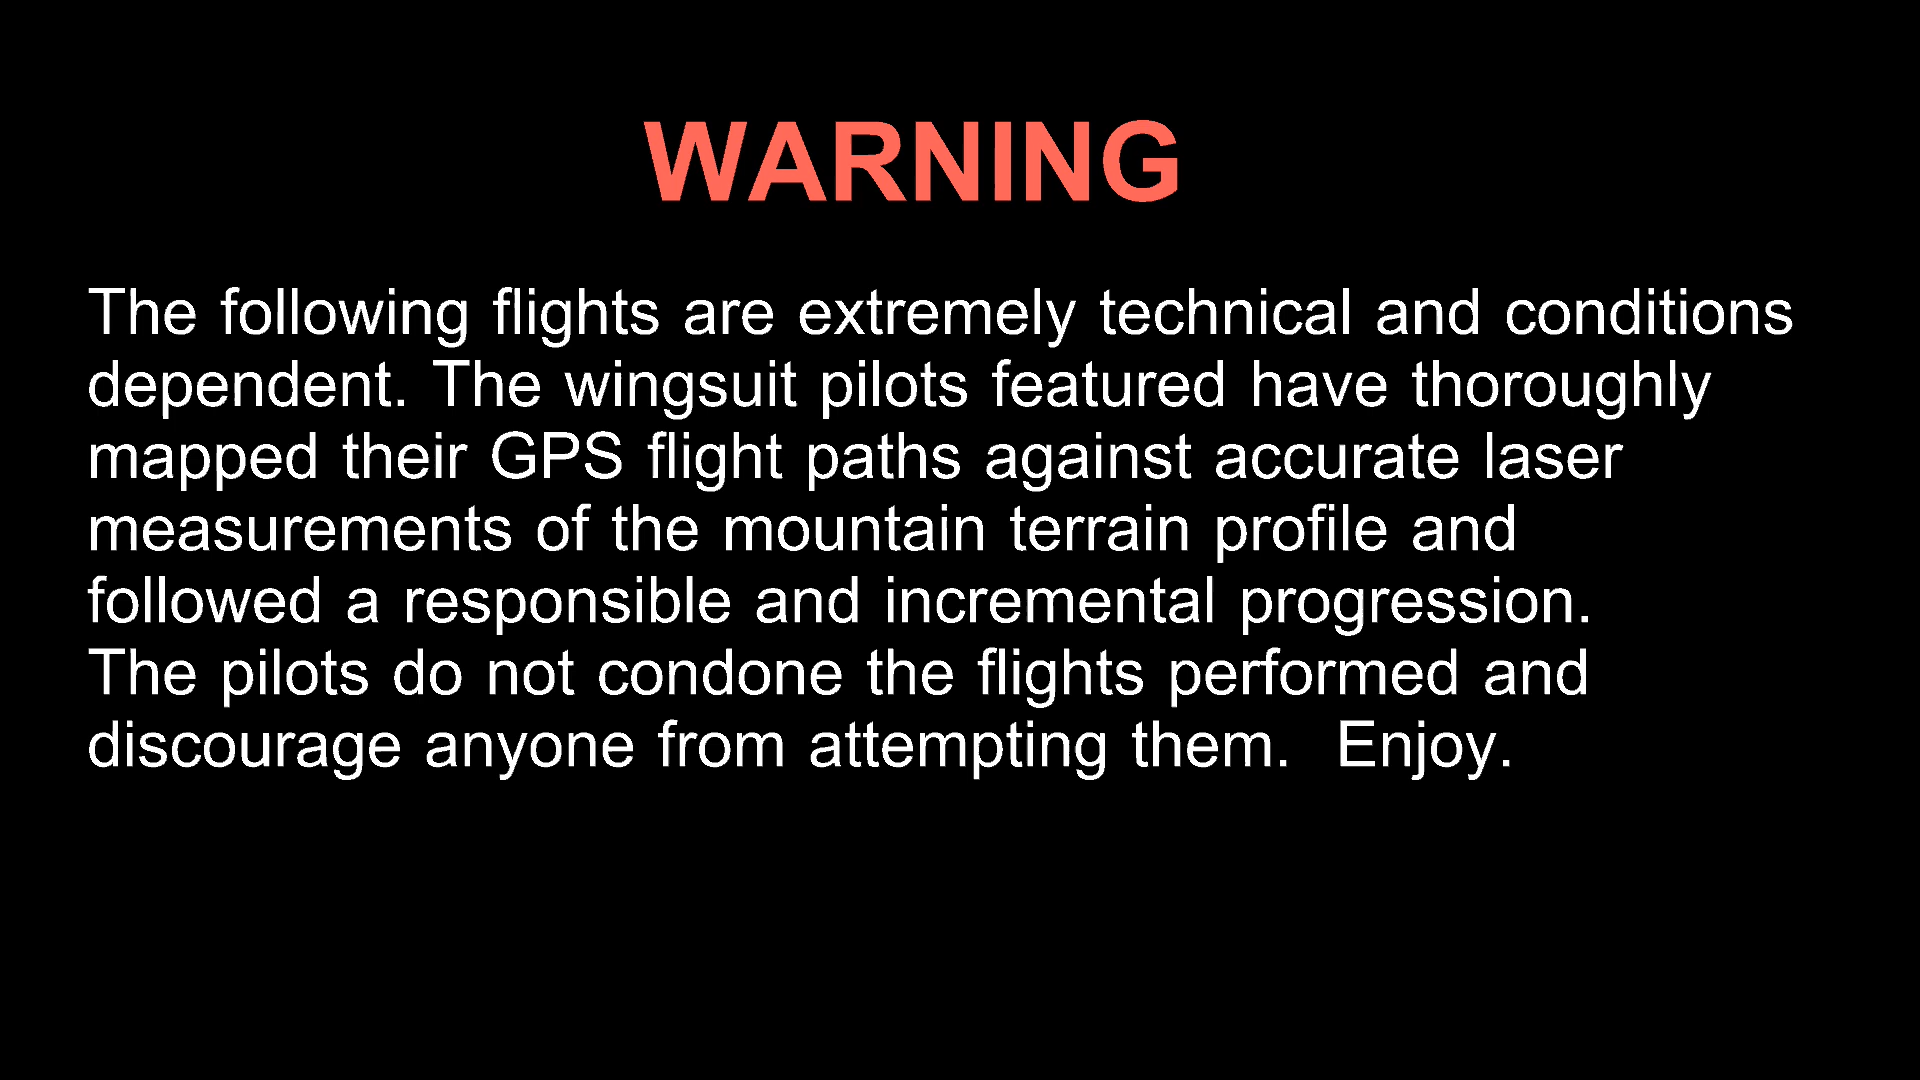 WARNING
The following flights are extremely technical and conditions
dependent. The wingsuit pilots featured have thoroughly
mapped their GPS flight paths against accurate laser
measurements of the mountain terrain profile and
followed a responsible and incremental progression.
The pilots do not condone the flights performed and
discourage anyone from attempting them.  Enjoy.